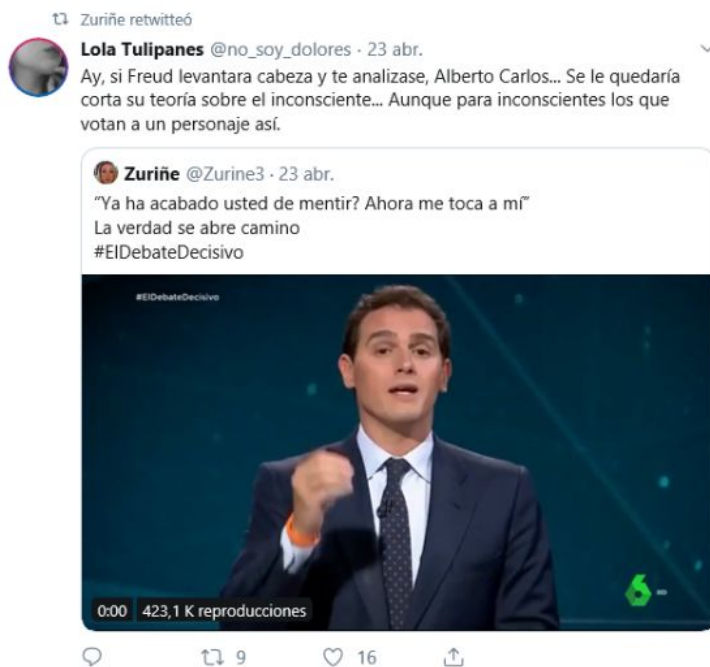 Zuriñe retwitteó
Lola Tulipanes @no_soy_dolores · 23 abr.
Ay, si Freud levantara cabeza y te analizase, Alberto Carlos... Se le quedaría
corta su teoría sobre el inconsciente... Aunque para inconscientes los que
votan a un personaje así.
Zuriñe @Zurine3 · 23 abr.
"Ya ha acabado usted de mentir? Ahora me toca a mí"
La verdad se abre camino
#ElDebateDecisivo
#ElDebateDecisivo
6
0:00 423,1 K reproducciones
9 16